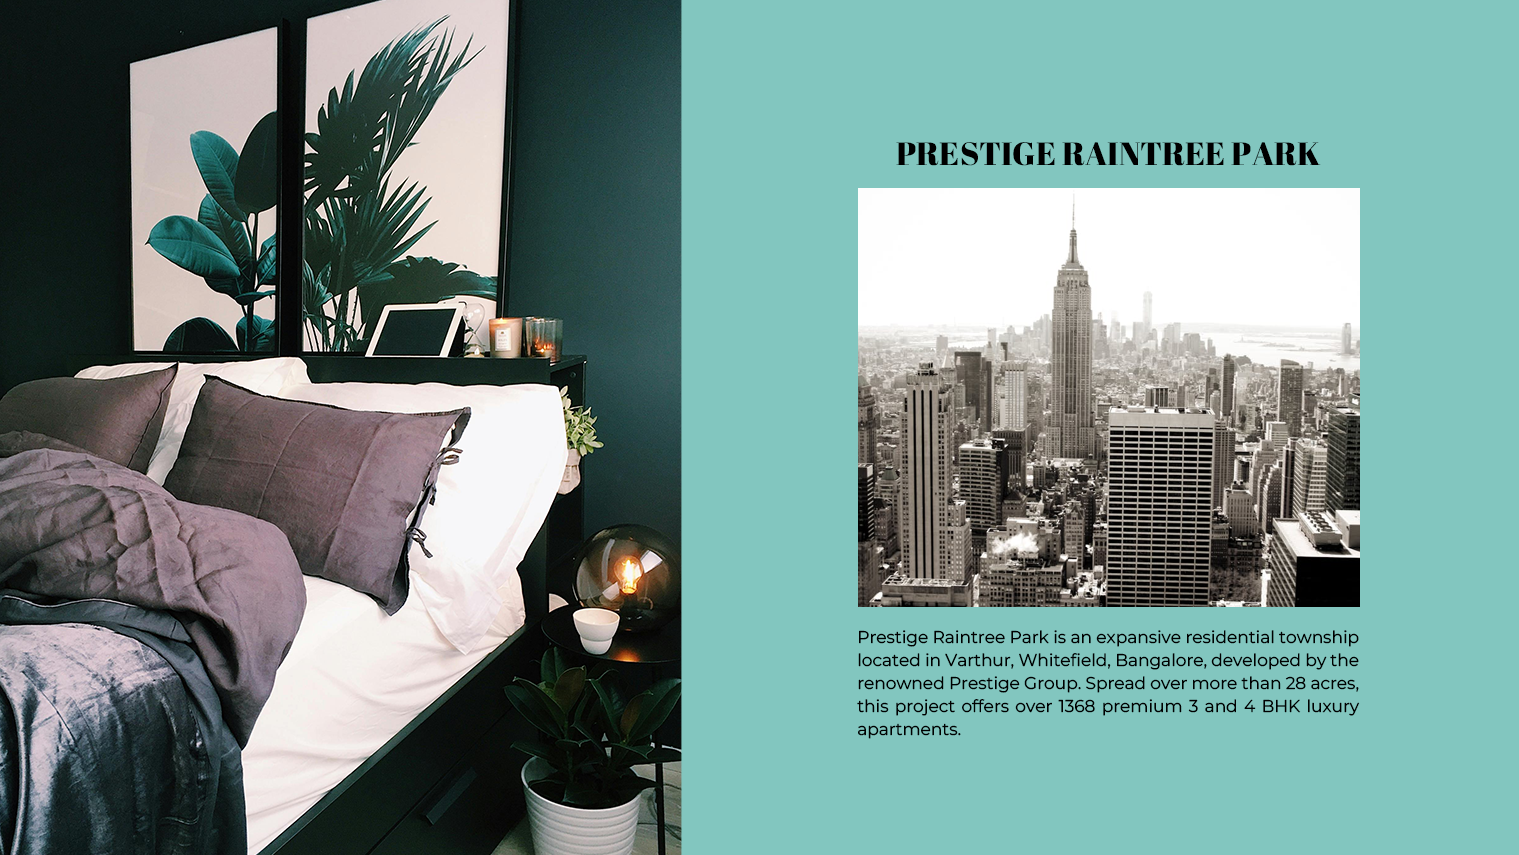 PRESTIGE RAINTREE PARK
Prestige Raintree Park is an expansive residential township
located in Varthur, Whitefield, Bangalore, developed by the
renowned Prestige Group. Spread over more than 28 acres,
this project offers over 1368 premium 3 and 4 BHK luxury
apartments.